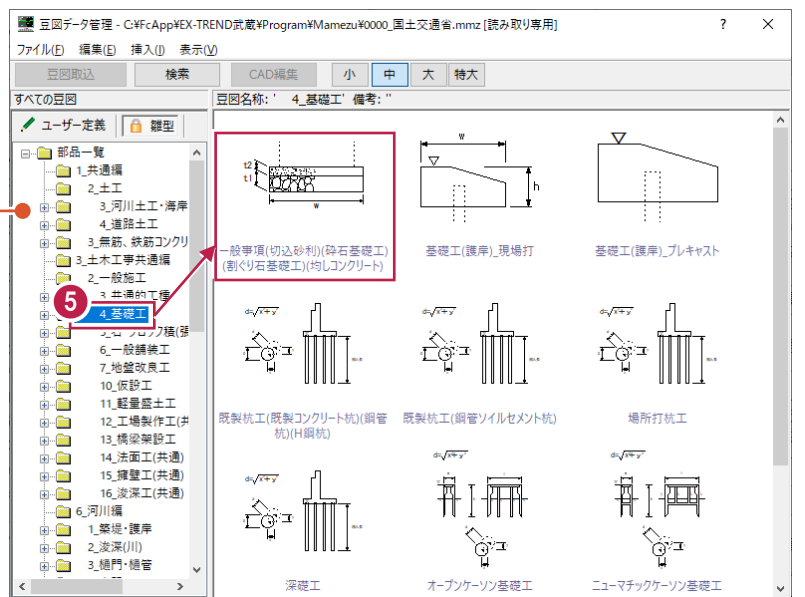 豆図データ管理 - C:¥FcApp¥EX-TREND武蔵¥Program¥Mamezu¥0000_国土交通省.mmz [読み取り専用]
ファイル(F) 編集(E) 挿入(I) 表示(V)
豆図取込 検索 CAD編集 小 中 大 特大
すべての豆図
豆図名称: ' 4_基礎工' 備考: ''
ユーザー定義 雛型
部品一覧
1_共通編
2_土工
3_河川土工・海岸
4_道路土工
3_無筋、鉄筋コンクリ
3_土木工事共通編
2_一般施工
3_共通的工種
5
4_基礎工
6_一般舗装工
7_地盤改良工
10_仮設工
11_軽量盛土工
12_工場製作工(共
13_橋梁架設工
14_法面工(共通)
15_擁壁工(共通)
16_浚渫工(共通)
6_河川編
1_築堤・護岸
2_浚渫(川)
3_樋門・樋管
t2
t1
w
一般事項(切込砂利)(砕石基礎工)
(割ぐり石基礎工)(均しコンクリート)
w
h
基礎工(護岸)_現場打
基礎工(護岸)_プレキャスト
d=√x+y
既製杭工(既製コンクリート杭)(鋼管
杭)(H鋼杭)
d=√x+y
既製杭工(鋼管ソイルセメント杭)
d=√x+y
場所打杭工
d=√x+y
深礎工
d=√x+y
オープンケーソン基礎工
d=√x+y
ニューマチックケーソン基礎工